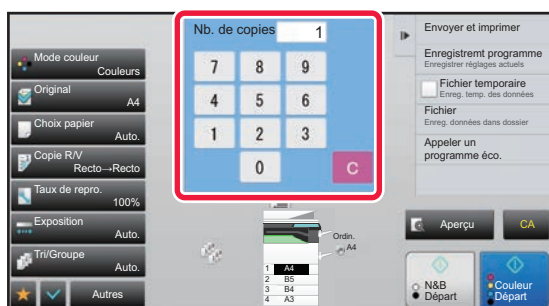 Nb. de copies 1
7 8 9
4 5 6
1 2 3
0 C
Mode couleur
Couleurs
Original
A4
Choix papier
Auto.
Copie R/V
Recto→Recto
Taux de repro.
100%
Exposition
Auto.
Tri/Groupe
Auto.
Autres
Ordin.
A4
1 A4
2 B5
3 B4
4 A3
Envoyer et imprimer
Enregistremt programme
Enregistrer réglages actuels
Fichier temporaire
Enreg. temp. des données
Fichier
Enreg. données dans dossier
Appeler un
programme éco.
Aperçu
CA
N&B
Départ
Couleur
Départ